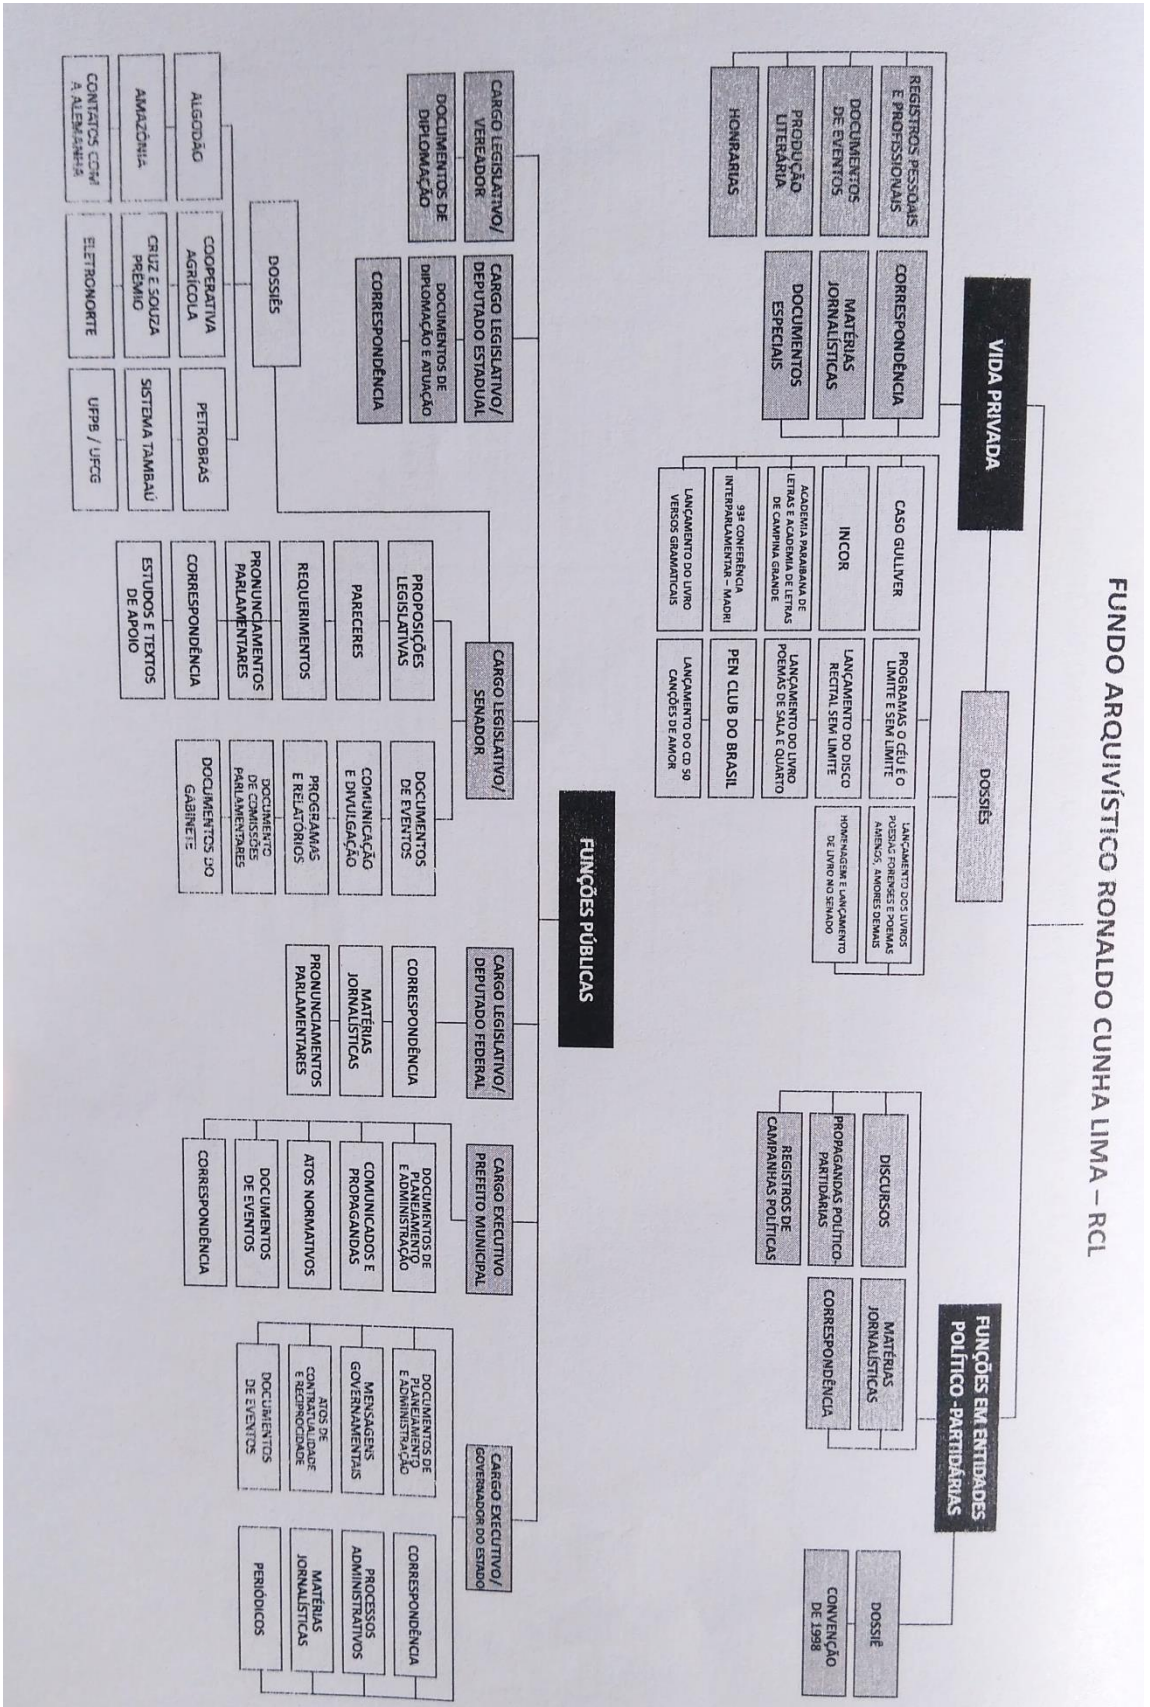 FUNDO ARQUIVÍSTICO RONALDO CUNHA LIMA – RCL
VIDA PRIVADA
REGISTROS PESSOAIS
E PROFISSIONAIS
DOCUMENTOS
DE EVENTOS
PRODUÇÃO
LITERÁRIA
HONRARIAS
CORRESPONDÊNCIA
MATÉRIAS
JORNALÍSTICAS
DOCUMENTOS
ESPECIAIS
DOSSIÊS
CASO GULLIVER
INCOR
ACADEMIA PARAIBANA DE
LETRAS E ACADEMIA DE LETRAS
DE CAMPINA GRANDE
93ª CONFERÊNCIA
INTERPARLAMENTAR – MADRI
LANÇAMENTO DO LIVRO
VERSOS GRAMATICAIS
PROGRAMAS O CÉU É O
LIMITE E SEM LIMITE
LANÇAMENTO DO DISCO
RECITAL SEM LIMITE
LANÇAMENTO DO LIVRO
POEMAS DE SALA E QUARTO
PEN CLUB DO BRASIL
LANÇAMENTO DO CD 50
CANÇÕES DE AMOR
LANÇAMENTO DOS LIVROS
POESIAS FORENSES E POEMAS
AMENOS, AMORES DEMAIS
HOMENAGEM E LANÇAMENTO
DE LIVRO NO SENADO
FUNÇÕES EM ENTIDADES
POLÍTICO -PARTIDÁRIAS
DISCURSOS
PROPAGANDAS POLÍTICO-
PARTIDÁRIAS
REGISTROS DE
CAMPANHAS POLÍTICAS
MATÉRIAS
JORNALÍSTICAS
CORRESPONDÊNCIA
DOSSIÊ
CONVENÇÃO
DE 1998
FUNÇÕES PÚBLICAS
CARGO LEGISLATIVO/
VEREADOR
DOCUMENTOS DE
DIPLOMAÇÃO
CARGO LEGISLATIVO/
DEPUTADO ESTADUAL
DOCUMENTOS DE
DIPLOMAÇÃO E ATUAÇÃO
CORRESPONDÊNCIA
CARGO LEGISLATIVO/
SENADOR
PROPOSIÇÕES
LEGISLATIVAS
PARECERES
REQUERIMENTOS
PRONUNCIAMENTOS
PARLAMENTARES
CORRESPONDÊNCIA
ESTUDOS E TEXTOS
DE APOIO
DOCUMENTOS
DE EVENTOS
COMUNICAÇÃO
E DIVULGAÇÃO
PROGRAMAS
E RELATÓRIOS
DOCUMENTO
DE COMISSÕES
PARLAMENTARES
DOCUMENTOS DO
GABINETE
DOSSIÊS
ALGODÃO
AMAZÔNIA
CONTATOS COM
A ALEMANHA
COOPERATIVA
AGRÍCOLA
CRUZ E SOUZA
PRÊMIO
ELETRONORTE
PETROBRAS
SISTEMA TAMBAÚ
UFPB / UFCG
CARGO LEGISLATIVO/
DEPUTADO FEDERAL
CORRESPONDÊNCIA
MATÉRIAS
JORNALÍSTICAS
PRONUNCIAMENTOS
PARLAMENTARES
CARGO EXECUTIVO
PREFEITO MUNICIPAL
DOCUMENTOS DE
PLANEJAMENTO
E ADMINISTRAÇÃO
COMUNICADOS E
PROPAGANDAS
ATOS NORMATIVOS
DOCUMENTOS
DE EVENTOS
CORRESPONDÊNCIA
CARGO EXECUTIVO/
GOVERNADOR DO ESTADO
DOCUMENTOS DE
PLANEJAMENTO
E ADMINISTRAÇÃO
MENSAGENS
GOVERNAMENTAIS
ATOS DE
CONTRATUALIDADE
E RECIPROCIDADE
DOCUMENTOS
DE EVENTOS
CORRESPONDÊNCIA
PROCESSOS
ADMINISTRATIVOS
MATÉRIAS
JORNALÍSTICAS
PERIÓDICOS